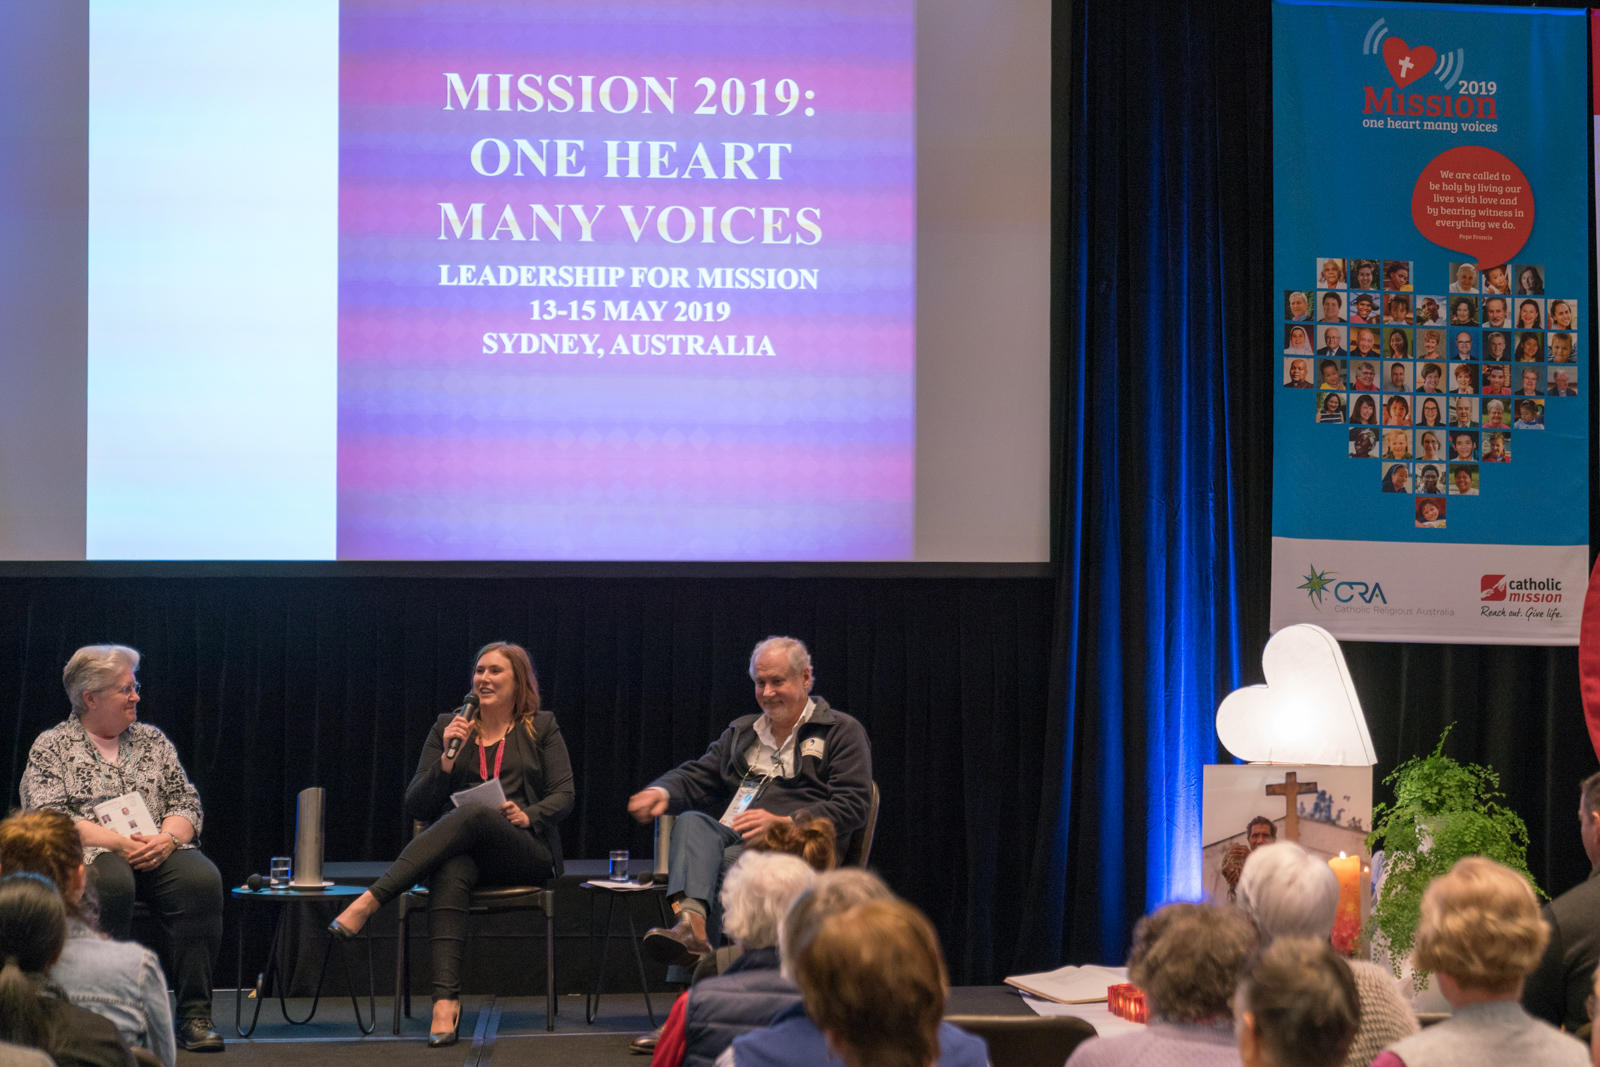 MISSION 2019:
ONE HEART
MANY VOICES
LEADERSHIP FOR MISSION
13-15 MAY 2019
SYDNEY, AUSTRALIA
2019
Mission
one heart many voices
We are called to
be holy by living our
lives with love and
by bearing witness in
everything we do.
Pope Francis
CRA
Catholic Religious Australia
catholic
mission
Reach out. Give life.